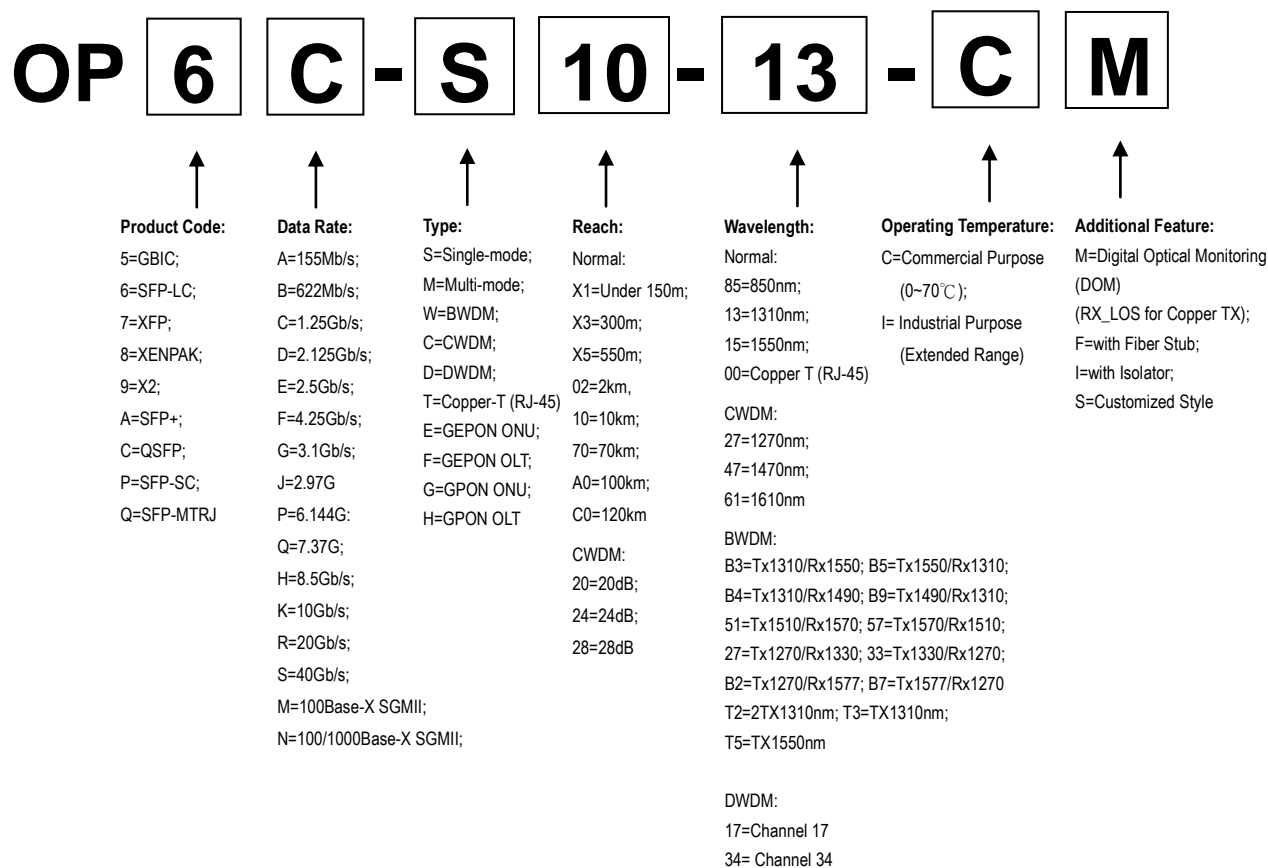 OP 6 C - S 10 - 13 - C M
Product Code:
5=GBIC;
6=SFP-LC;
7=XFP;
8=XENPAK;
9=X2;
A=SFP+;
C=QSFP;
P=SFP-SC;
Q=SFP-MTRJ
Data Rate:
A=155Mb/s;
B=622Mb/s;
C=1.25Gb/s;
D=2.125Gb/s;
E=2.5Gb/s;
F=4.25Gb/s;
G=3.1Gb/s;
J=2.97G
P=6.144G:
Q=7.37G;
H=8.5Gb/s;
K=10Gb/s;
R=20Gb/s;
S=40Gb/s;
M=100Base-X SGMII;
N=100/1000Base-X SGMII;
Type:
S=Single-mode;
M=Multi-mode;
W=BWDM;
C=CWDM;
D=DWDM;
T=Copper-T (RJ-45)
E=GEPON ONU;
F=GEPON OLT;
G=GPON ONU;
H=GPON OLT
Reach:
Normal:
X1=Under 150m;
X3=300m;
X5=550m;
02=2km,
10=10km;
70=70km;
A0=100km;
C0=120km
CWDM:
20=20dB;
24=24dB;
28=28dB
Wavelength:
Normal:
85=850nm;
13=1310nm;
15=1550nm;
00=Copper T (RJ-45)
CWDM:
27=1270nm;
47=1470nm;
61=1610nm
BWDM:
B3=Tx1310/Rx1550; B5=Tx1550/Rx1310;
B4=Tx1310/Rx1490; B9=Tx1490/Rx1310;
51=Tx1510/Rx1570; 57=Tx1570/Rx1510;
27=Tx1270/Rx1330; 33=Tx1330/Rx1270;
B2=Tx1270/Rx1577; B7=Tx1577/Rx1270
T2=2TX1310nm; T3=TX1310nm;
T5=TX1550nm
DWDM:
17=Channel 17
34= Channel 34
Operating Temperature:
C=Commercial Purpose
(0~70℃);
I= Industrial Purpose
(Extended Range)
Additional Feature:
M=Digital Optical Monitoring
(DOM)
(RX_LOS for Copper TX);
F=with Fiber Stub;
I=with Isolator;
S=Customized Style